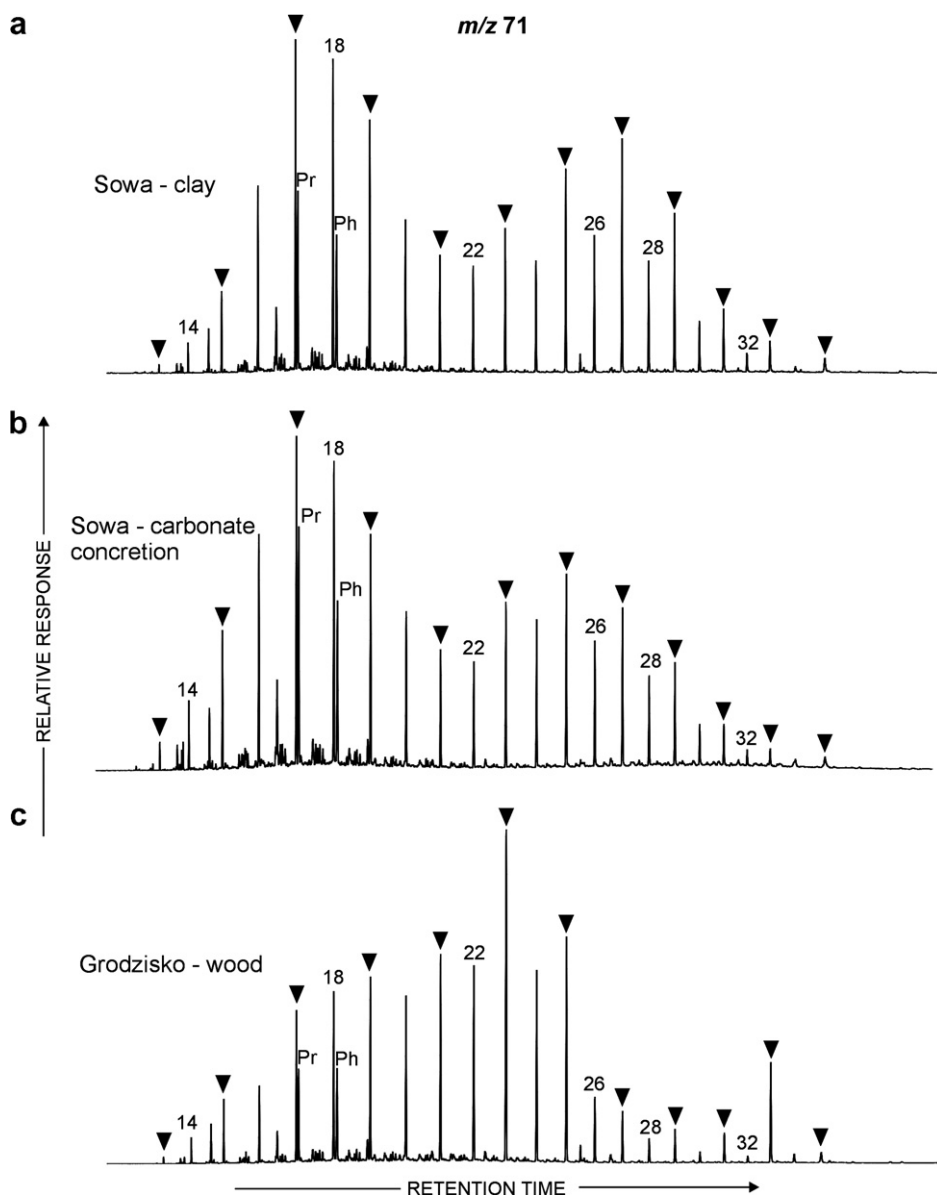 a
m/z 71
18
Pr
Ph
Sowa - clay
14
22
26
28
32
b
18
Pr
Ph
Sowa - carbonate
concretion
14
22
26
28
32
RELATIVE RESPONSE
c
Grodzisko - wood
18
Pr
Ph
14
22
26
28
32
RETENTION TIME